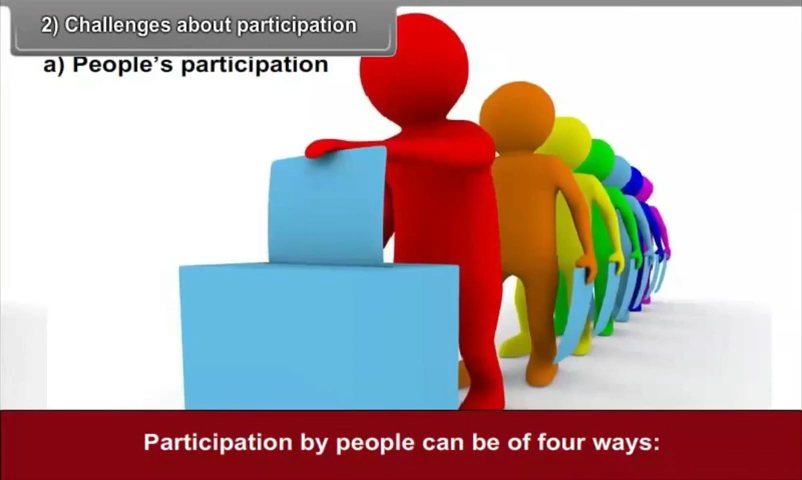 2) Challenges about participation
a) People's participation
Participation by people can be of four ways: